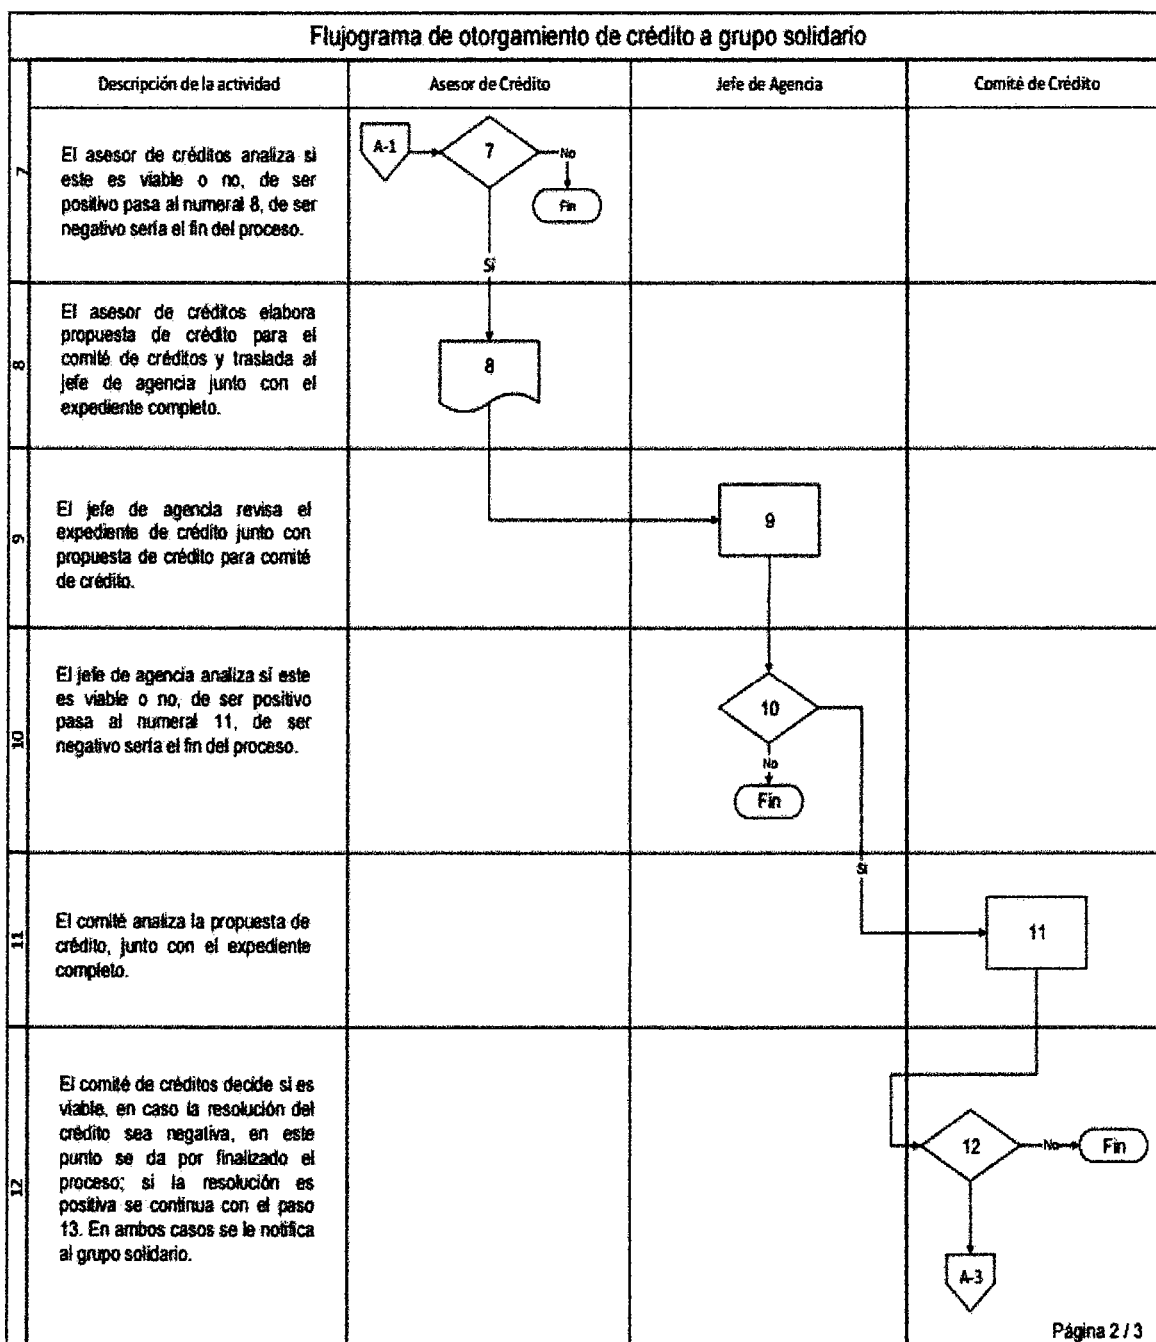 Flujograma de otorgamiento de crédito a grupo solidario
Descripción de la actividad
Asesor de Crédito
Jefe de Agencia
Comité de Crédito
7
El asesor de créditos analiza si
este es viable o no, de ser
positivo pasa al numeral 8, de ser
negativo sería el fin del proceso.
A-1
7
No
fin
Si
8
El asesor de créditos elabora
propuesta de crédito para el
comité de créditos y traslada al
jefe de agencia junto con el
expediente completo.
8
9
El jefe de agencia revisa el
expediente de crédito junto con
propuesta de crédito para comité
de crédito.
9
10
El jefe de agencia analiza si este
es viable o no, de ser positivo
pasa al numeral 11, de ser
negativo sería el fin del proceso.
10
No
Fin
Si
11
El comité analiza la propuesta de
crédito, junto con el expediente
completo.
11
12
El comité de créditos decide si es
viable, en caso la resolución del
crédito sea negativa, en este
punto se da por finalizado el
proceso; si la resolución es
positiva se continua con el paso
13. En ambos casos se le notifica
al grupo solidario.
12
No
Fin
A-3
Página 2 / 3